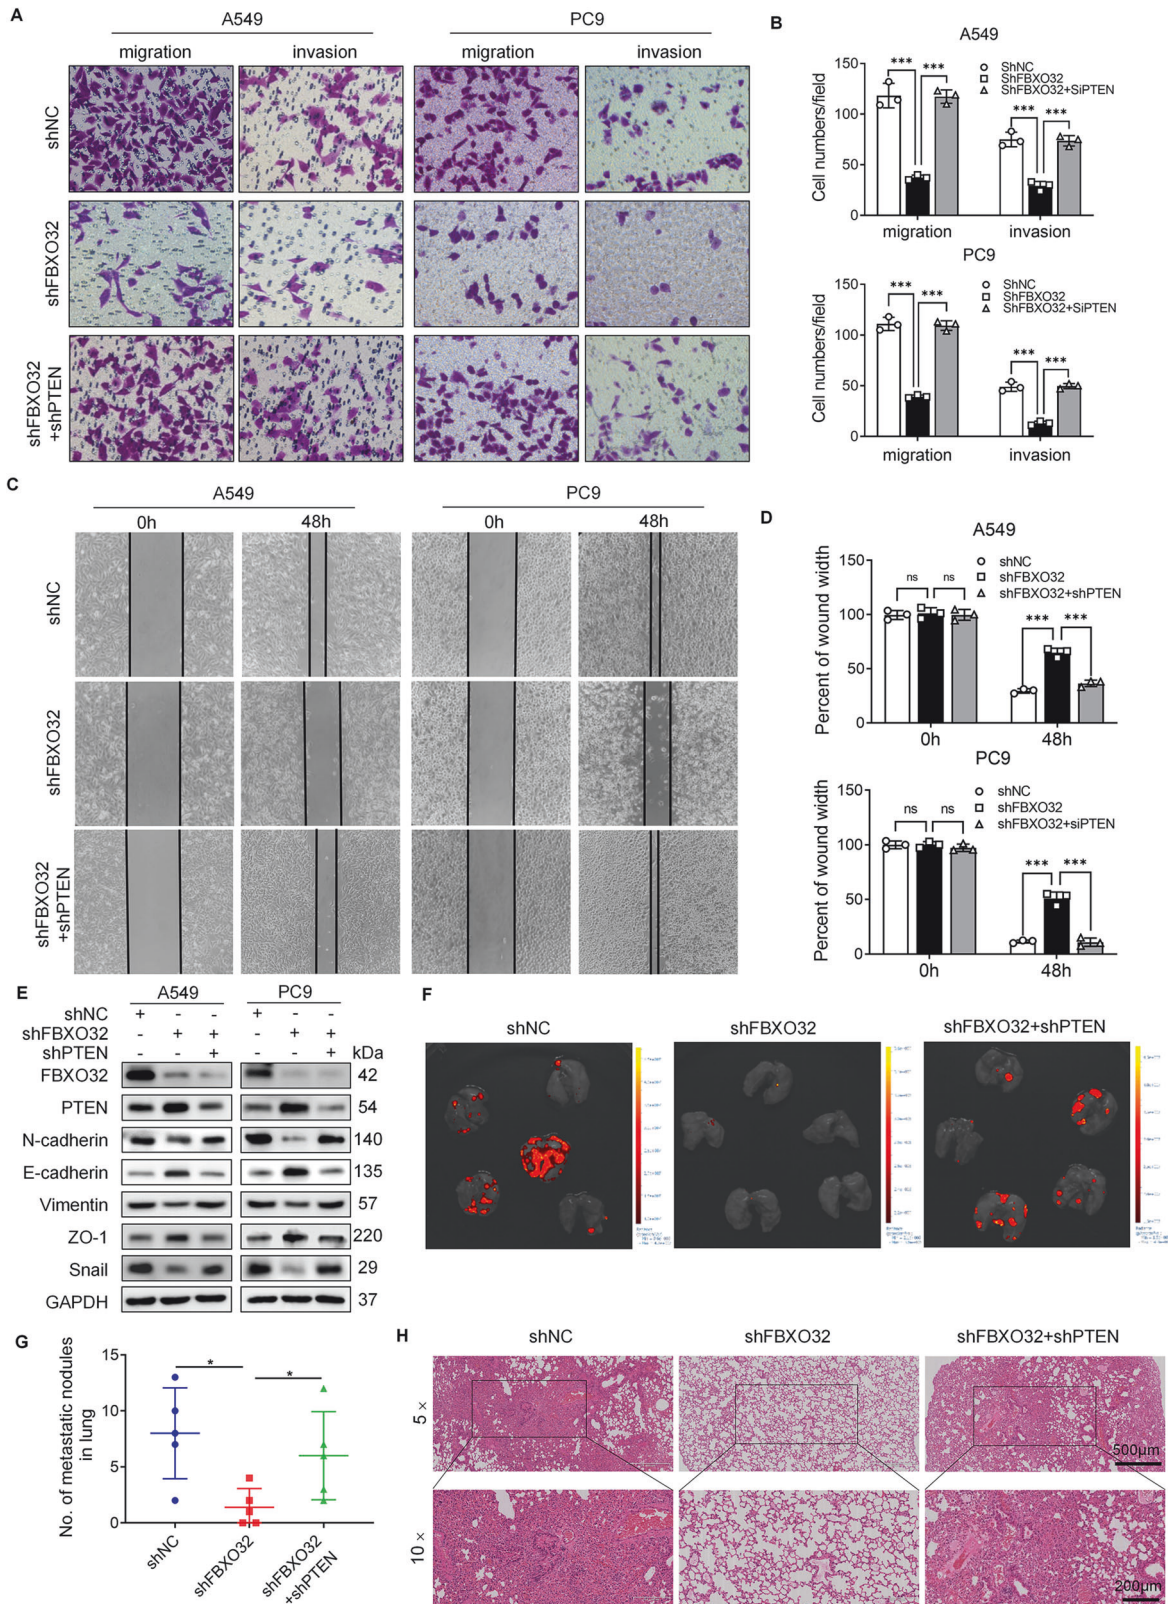 A
A549
PC9
migration
invasion
migration
invasion
shNC
shFBXO32
shFBXO32
+shPTEN
B
A549
ShNC
ShFBXO32
ShFBXO32+SiPTEN
Cell numbers/field
150
100
50
0
***
***
***
***
migration
invasion
PC9
ShNC
ShFBXO32
ShFBXO32+SiPTEN
Cell numbers/field
150
100
50
0
***
***
***
***
migration
invasion
C
A549
PC9
0h
48h
0h
48h
shNC
shFBXO32
shFBXO32
+shPTEN
D
A549
shNC
shFBXO32
shFBXO32+shPTEN
Percent of wound width
150
100
50
0
ns
ns
***
***
0h
48h
PC9
shNC
shFBXO32
shFBXO32+siPTEN
Percent of wound width
150
100
50
0
ns
ns
***
***
0h
48h
E
A549
PC9
shNC + - - + - -
shFBXO32 - + + - + +
shPTEN - - + - - + kDa
FBXO32 42
PTEN 54
N-cadherin 140
E-cadherin 135
Vimentin 57
ZO-1 220
Snail 29
GAPDH 37
F
shNC
shFBXO32
shFBXO32+shPTEN
G
No. of metastatic nodules
in lung
15
10
5
0
*
*
shNC
shFBXO32
shFBXO32
+shPTEN
H
shNC
shFBXO32
shFBXO32+shPTEN
5 ×
500μm
10 ×
200μm